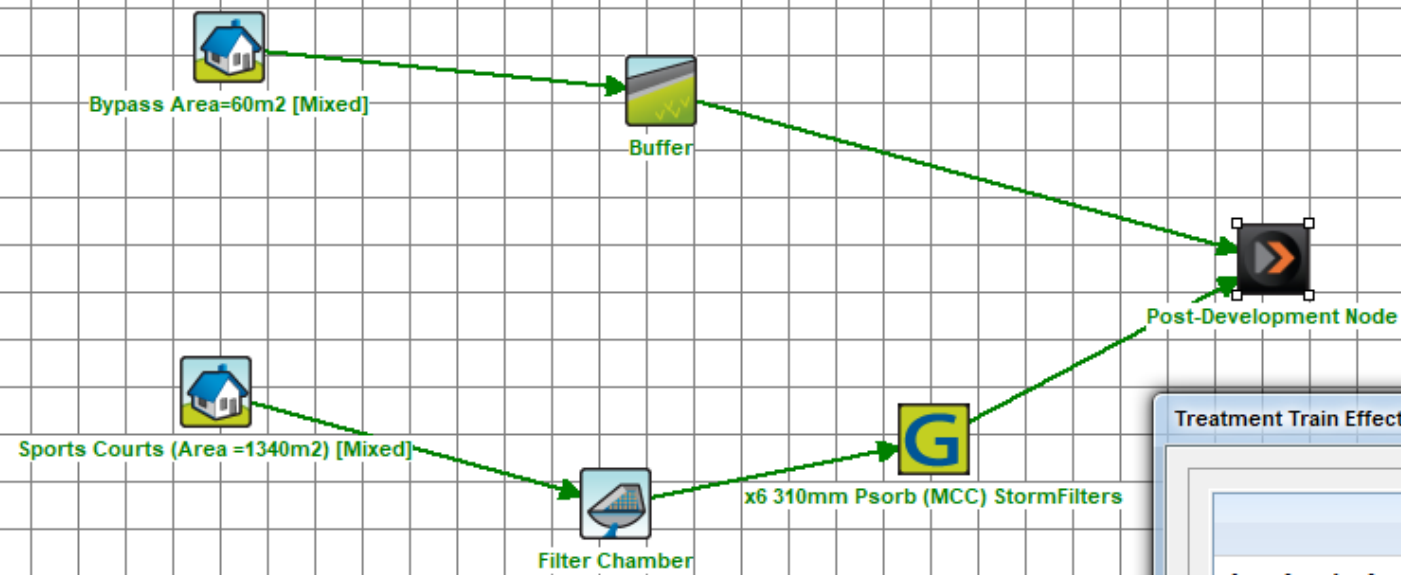 Bypass Area=60m2 [Mixed]
Buffer
Post-Development Node
Sports Courts (Area =1340m2) [Mixed]
G
x6 310mm Psorb (MCC) StormFilters
Filter Chamber
Treatment Train Effect